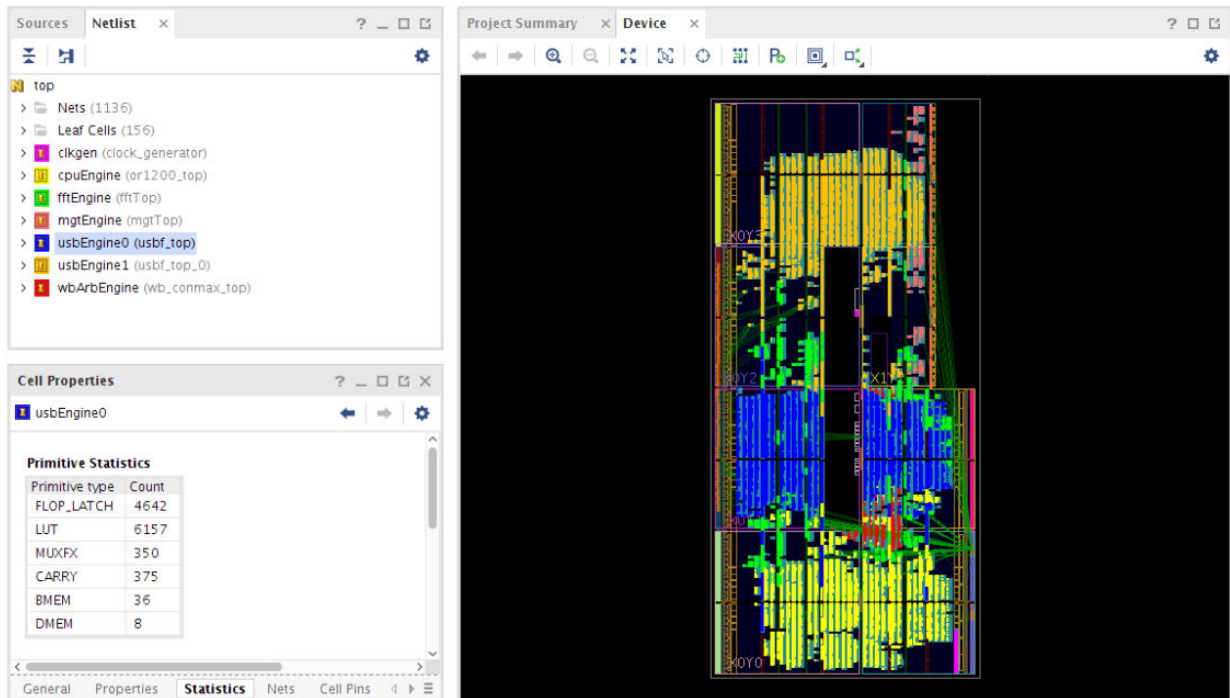 Sources Netlist
top
Nets (1136)
Leaf Cells (156)
clkgen (clock_generator)
cpuEngine (or1200_top)
fftEngine (fftTop)
mgtEngine (mgtTop)
usbEngine0 (usbf_top)
usbEngine1 (usbf_top_0)
wbArbEngine (wb_conmax_top)
Cell Properties
usbEngine0
Primitive Statistics
Primitive type Count
FLOP_LATCH 4642
LUT 6157
MUXFX 350
CARRY 375
BMEM 36
DMEM 8
General Properties Statistics Nets Cell Pins
Project Summary Device
X0Y3
X0Y2
X0Y0